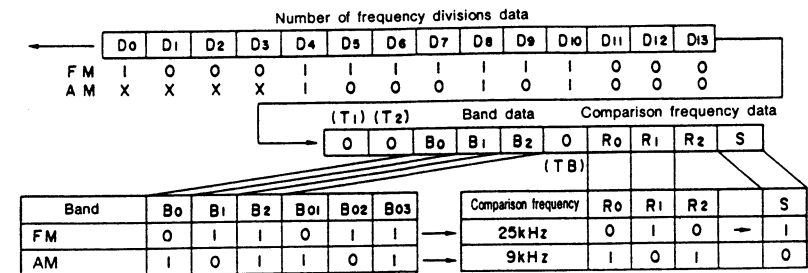 Number of frequency divisions data
D0 D1 D2 D3 D4 D5 D6 D7 D8 D9 D10 D11 D12 D13
FM 1 0 0 0 1 1 1 1 1 1 1 0 0 0
AM X X X X 1 0 0 0 1 0 1 0 0 0
(T1) (T2) Band data Comparison frequency data
0 0 B0 B1 B2 0 R0 R1 R2 S
(TB)
Band B0 B1 B2 B01 B02 B03 Comparison frequency R0 R1 R2 S
FM 0 1 1 0 1 1 25kHz 0 1 0 1
AM 1 0 1 1 0 0 9kHz 1 0 1 0